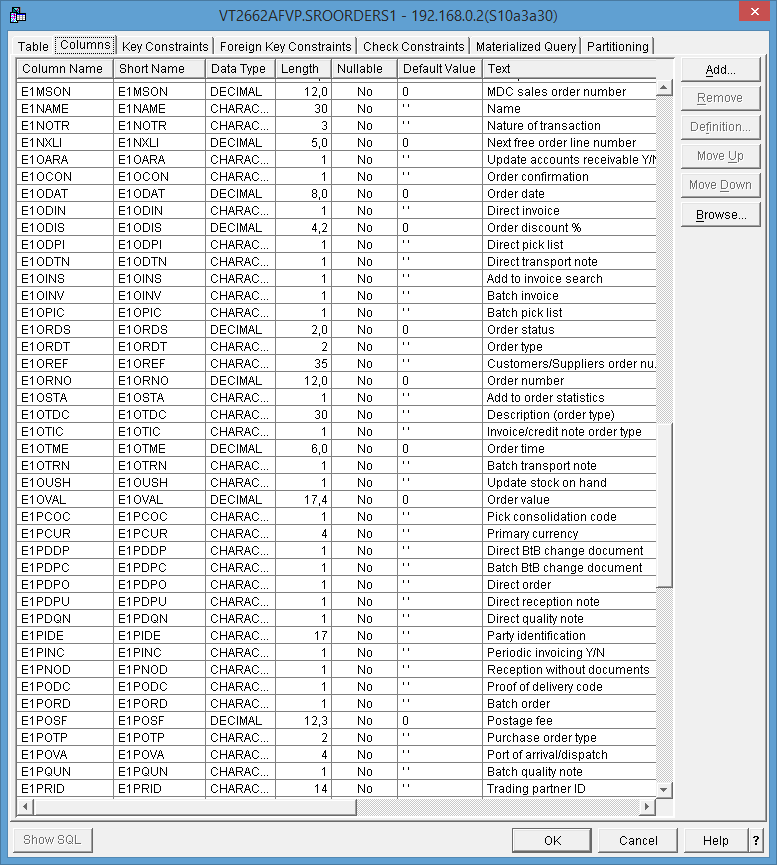 VT2662AFVP.SROORDERS1 - 192.168.0.2(S10a3a30)
Table Columns Key Constraints Foreign Key Constraints Check Constraints Materialized Query Partitioning
Column Name Short Name Data Type Length Nullable Default Value Text
E1MSON E1MSON DECIMAL 12,0 No 0 MDC sales order number
E1NAME E1NAME CHARAC... 30 No ' ' Name
E1NOTR E1NOTR CHARAC... 3 No ' ' Nature of transaction
E1NXLI E1NXLI DECIMAL 5,0 No 0 Next free order line number
E1OARA E1OARA CHARAC... 1 No ' ' Update accounts receivable Y/N
E1OCON E1OCON CHARAC... 1 No ' ' Order confirmation
E1ODAT E1ODAT DECIMAL 8,0 No 0 Order date
E1ODIN E1ODIN CHARAC... 1 No ' ' Direct invoice
E1ODIS E1ODIS DECIMAL 4,2 No 0 Order discount %
E1ODPI E1ODPI CHARAC... 1 No ' ' Direct pick list
E1ODTN E1ODTN CHARAC... 1 No ' ' Direct transport note
E1OINS E1OINS CHARAC... 1 No ' ' Add to invoice search
E1OINV E1OINV CHARAC... 1 No ' ' Batch invoice
E1OPIC E1OPIC CHARAC... 1 No ' ' Batch pick list
E1ORDS E1ORDS DECIMAL 2,0 No 0 Order status
E1ORDT E1ORDT CHARAC... 2 No ' ' Order type
E1OREF E1OREF CHARAC... 35 No ' ' Customers/Suppliers order nu...
E1ORNO E1ORNO DECIMAL 12,0 No 0 Order number
E1OSTA E1OSTA CHARAC... 1 No ' ' Add to order statistics
E1OTDC E1OTDC CHARAC... 30 No ' ' Description (order type)
E1OTIC E1OTIC CHARAC... 1 No ' ' Invoice/credit note order type
E1OTME E1OTME DECIMAL 6,0 No 0 Order time
E1OTRN E1OTRN CHARAC... 1 No ' ' Batch transport note
E1OUSH E1OUSH CHARAC... 1 No ' ' Update stock on hand
E1OVAL E1OVAL DECIMAL 17,4 No 0 Order value
E1PCOC E1PCOC CHARAC... 1 No ' ' Pick consolidation code
E1PCUR E1PCUR CHARAC... 4 No ' ' Primary currency
E1PDDP E1PDDP CHARAC... 1 No ' ' Direct BtB change document
E1PDPC E1PDPC CHARAC... 1 No ' ' Batch BtB change document
E1PDPO E1PDPO CHARAC... 1 No ' ' Direct order
E1PDPU E1PDPU CHARAC... 1 No ' ' Direct reception note
E1PDQN E1PDQN CHARAC... 1 No ' ' Direct quality note
E1PIDE E1PIDE CHARAC... 17 No ' ' Party identification
E1PINC E1PINC CHARAC... 1 No ' ' Periodic invoicing Y/N
E1PNOD E1PNOD CHARAC... 1 No ' ' Reception without documents
E1PODC E1PODC CHARAC... 1 No ' ' Proof of delivery code
E1PORD E1PORD CHARAC... 1 No ' ' Batch order
E1POSF E1POSF DECIMAL 12,3 No 0 Postage fee
E1POTP E1POTP CHARAC... 2 No ' ' Purchase order type
E1POVA E1POVA CHARAC... 4 No ' ' Port of arrival/dispatch
E1PQUN E1PQUN CHARAC... 1 No ' ' Batch quality note
E1PRID E1PRID CHARAC... 14 No ' ' Trading partner ID
Add...
Remove
Definition...
Move Up
Move Down
Browse...
Show SQL OK Cancel Help ?